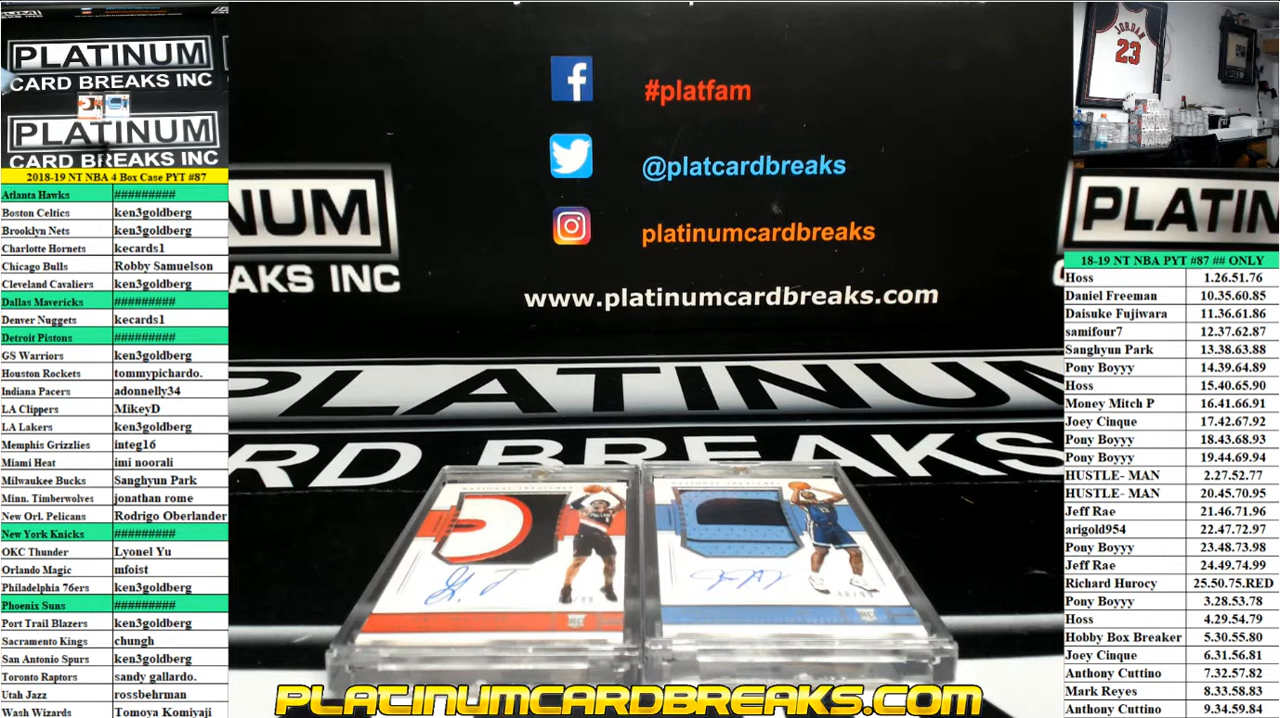 PLATINUM
CARD BREAKS INC
PLATINUM
CARD BREAKS INC
2018-19 NT NBA 4 Box Case PYT #87
Atlanta Hawks #########
Boston Celtics ken3goldberg
Brooklyn Nets ken3goldberg
Charlotte Hornets kecards1
Chicago Bulls Robby Samuelson
Cleveland Cavaliers ken3goldberg
Dallas Mavericks #########
Denver Nuggets kecards1
Detroit Pistons #########
GS Warriors ken3goldberg
Houston Rockets tommypichardo.
Indiana Pacers adonnelly34
LA Clippers MikeyD
LA Lakers ken3goldberg
Memphis Grizzlies integ16
Miami Heat imi noorali
Milwaukee Bucks Sanghyun Park
Minn. Timberwolves jonathan rome
New Orl. Pelicans Rodrigo Oberlander
New York Knicks #########
OKC Thunder Lyonel Yu
Orlando Magic mfoist
Philadelphia 76ers ken3goldberg
Phoenix Suns #########
Port Trail Blazers ken3goldberg
Sacramento Kings chungh
San Antonio Spurs ken3goldberg
Toronto Raptors sandy gallardo.
Utah Jazz rossbehrman
Wash Wizards Tomoya Komiyaji
#platfam
@platcardbreaks
platinumcardbreaks
www.platinumcardbreaks.com
NUM
AKS INC
PLATINUM
RD BREAKS
PLATINUMCARDBREAKS.COM
JORDAN
23
PLATIN
CARD BREAKS
18-19 NT NBA PYT #87 ## ONLY
Hoss 1.26.51.76
Daniel Freeman 10.35.60.85
Daisuke Fujiwara 11.36.61.86
samifour7 12.37.62.87
Sanghyun Park 13.38.63.88
Pony Boyyy 14.39.64.89
Hoss 15.40.65.90
Money Mitch P 16.41.66.91
Joey Cinque 17.42.67.92
Pony Boyyy 18.43.68.93
Pony Boyyy 19.44.69.94
HUSTLE- MAN 2.27.52.77
HUSTLE- MAN 20.45.70.95
Jeff Rae 21.46.71.96
arigold954 22.47.72.97
Pony Boyyy 23.48.73.98
Jeff Rae 24.49.74.99
Richard Hurocy 25.50.75.RED
Pony Boyyy 3.28.53.78
Hoss 4.29.54.79
Hobby Box Breaker 5.30.55.80
Joey Cinque 6.31.56.81
Anthony Cuttino 7.32.57.82
Mark Reyes 8.33.58.83
Anthony Cuttino 9.34.59.84